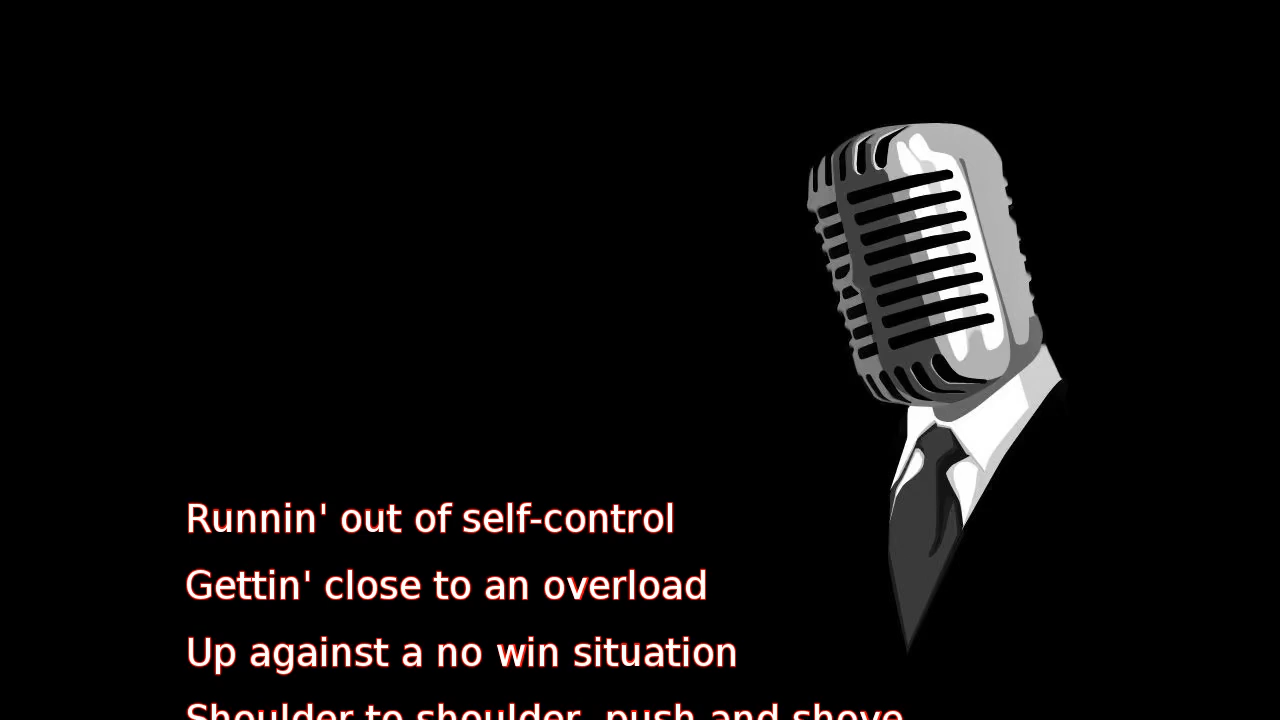 Runnin' out of self-control
Gettin' close to an overload
Up against a no win situation
Shoulder to shoulder, push and shove